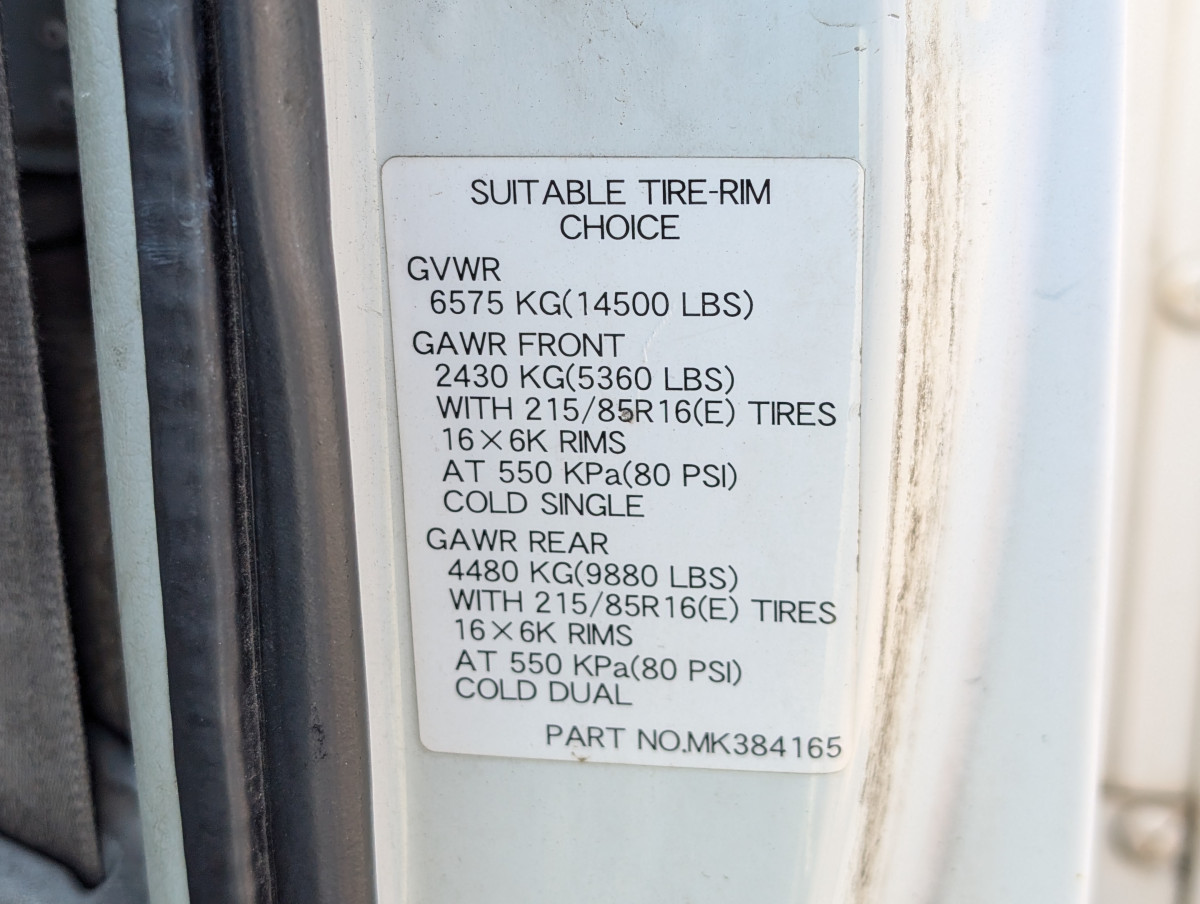 SUITABLE TIRE-RIM
CHOICE
GVWR
6575 KG(14500 LBS)
GAWR FRONT
2430 KG(5360 LBS)
WITH 215/85R16(E) TIRES
16×6K RIMS
AT 550 KPa(80 PSI)
COLD SINGLE
GAWR REAR
4480 KG(9880 LBS)
WITH 215/85R16(E) TIRES
16×6K RIMS
AT 550 KPa(80 PSI)
COLD DUAL
PART NO.MK384165